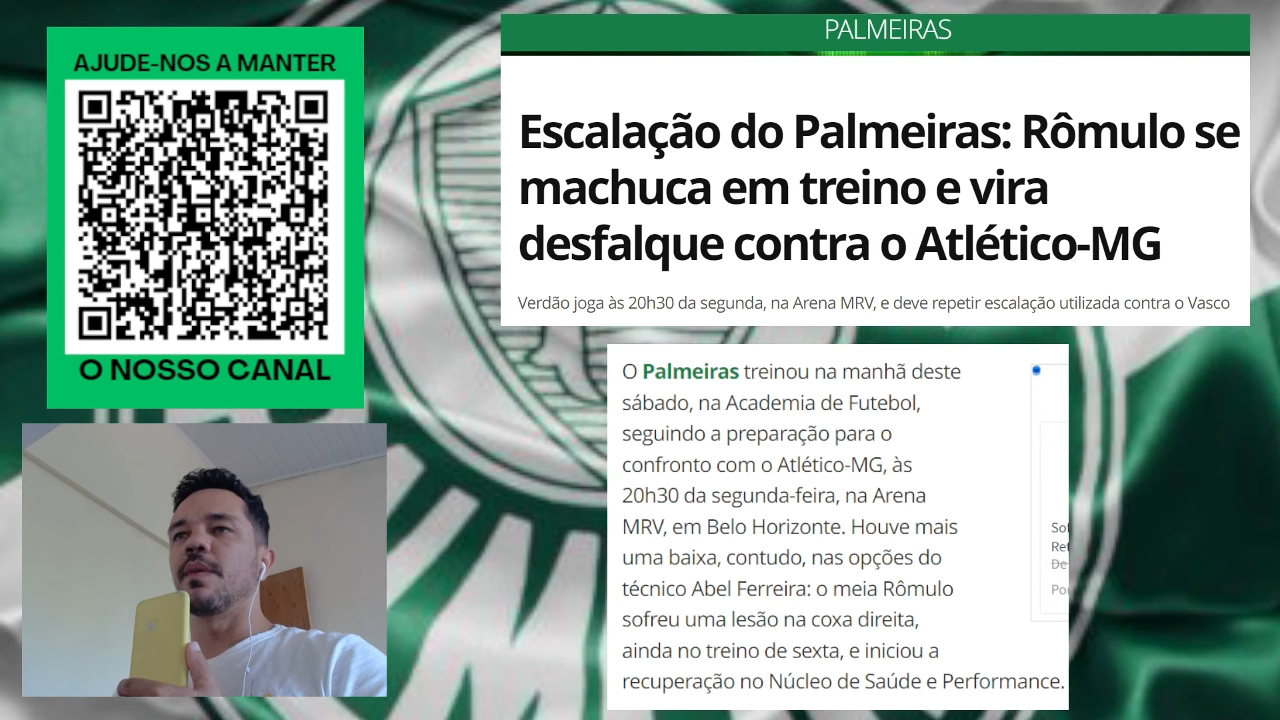 AJUDE-NOS A MANTER
O NOSSO CANAL
PALMEIRAS
Escalação do Palmeiras: Rômulo se
machuca em treino e vira
desfalque contra o Atlético-MG
Verdão joga às 20h30 da segunda, na Arena MRV, e deve repetir escalação utilizada contra o Vasco
O Palmeiras treinou na manhã deste
sábado, na Academia de Futebol,
seguindo a preparação para o
confronto com o Atlético-MG, às
20h30 da segunda-feira, na Arena
MRV, em Belo Horizonte. Houve mais
uma baixa, contudo, nas opções do
técnico Abel Ferreira: o meia Rômulo
sofreu uma lesão na coxa direita,
ainda no treino de sexta, e iniciou a
recuperação no Núcleo de Saúde e Performance.